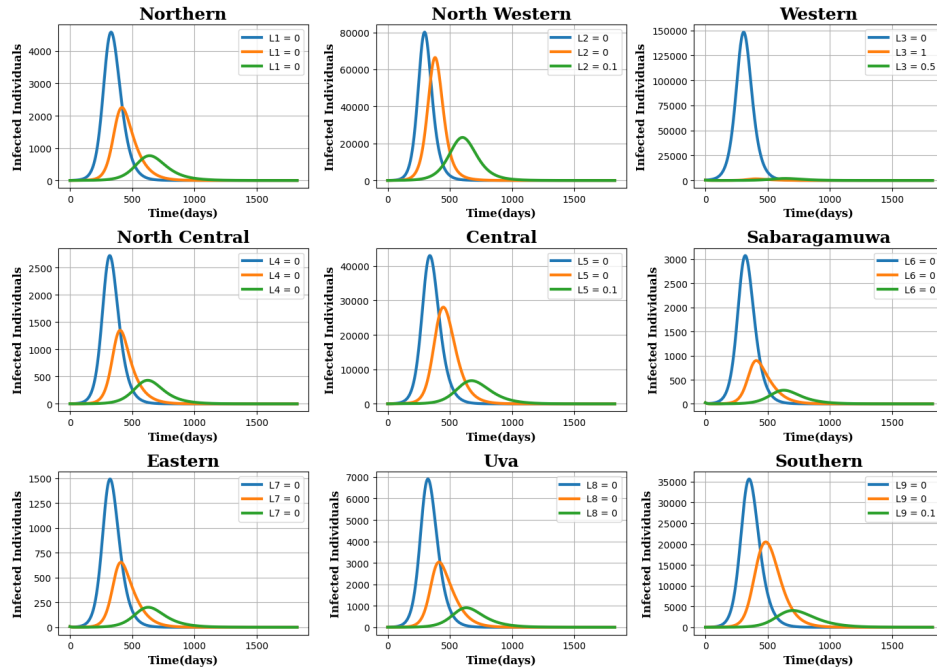 Northern
Infected Individuals
4000
3000
2000
1000
0
L1 = 0
L1 = 0
L1 = 0
0
500
1000
1500
Time(days)
North Western
Infected Individuals
80000
60000
40000
20000
0
L2 = 0
L2 = 0
L2 = 0.1
0
500
1000
1500
Time(days)
Western
Infected Individuals
150000
125000
100000
75000
50000
25000
0
L3 = 0
L3 = 1
L3 = 0.5
0
500
1000
1500
Time(days)
North Central
Infected Individuals
2500
2000
1500
1000
500
0
L4 = 0
L4 = 0
L4 = 0
0
500
1000
1500
Time(days)
Central
Infected Individuals
40000
30000
20000
10000
0
L5 = 0
L5 = 0
L5 = 0.1
0
500
1000
1500
Time(days)
Sabaragamuwa
Infected Individuals
3000
2500
2000
1500
1000
500
0
L6 = 0
L6 = 0
L6 = 0
0
500
1000
1500
Time(days)
Eastern
Infected Individuals
1500
1250
1000
750
500
250
0
L7 = 0
L7 = 0
L7 = 0
0
500
1000
1500
Time(days)
Uva
Infected Individuals
7000
6000
5000
4000
3000
2000
1000
0
L8 = 0
L8 = 0
L8 = 0
0
500
1000
1500
Time(days)
Southern
Infected Individuals
35000
30000
25000
20000
15000
10000
5000
0
L9 = 0
L9 = 0
L9 = 0.1
0
500
1000
1500
Time(days)